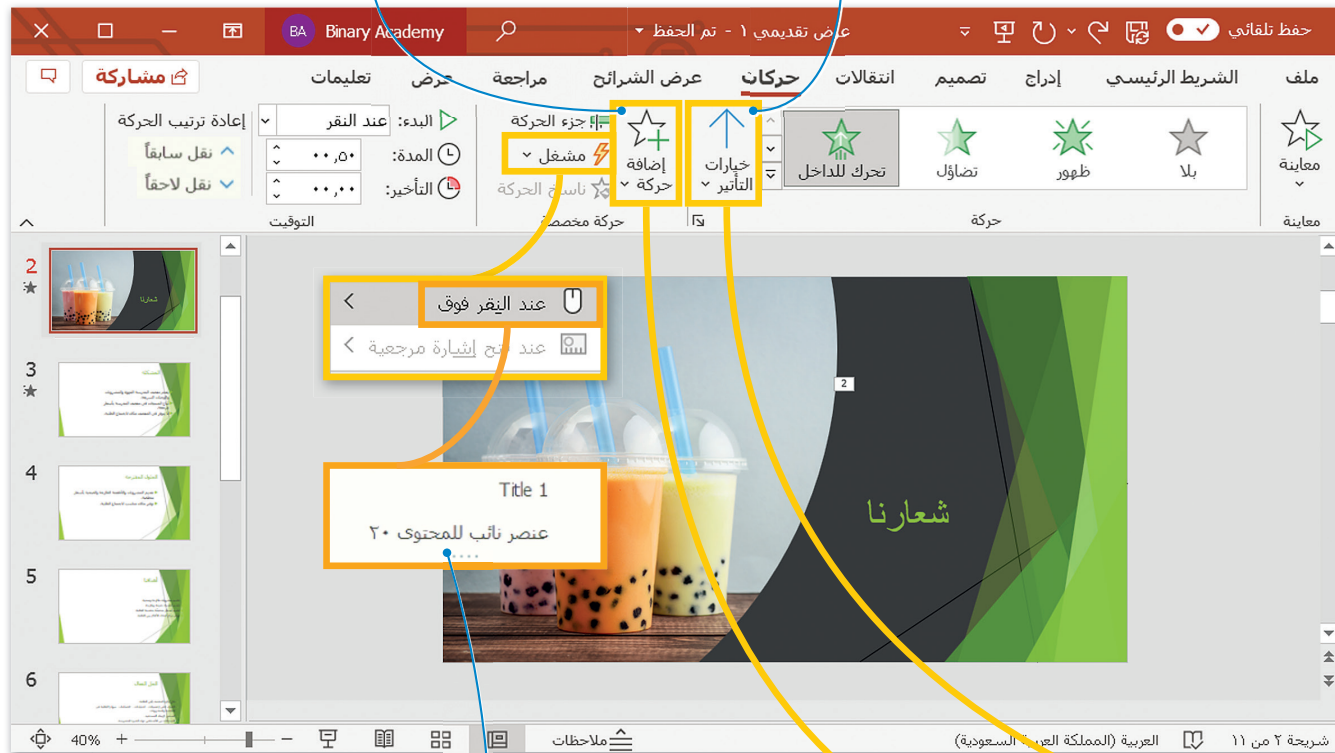 حفظ تلقائي
عرض تقديمي ١ - تم الحفظ
Binary Academy
BA
ملف
الشريط الرئيسي
إدراج
تصميم
انتقالات
حركات
عرض الشرائح
مراجعة
عرض
تعليمات
مشاركة
معاينة
بلا
ظهور
تضاؤل
تحرك للداخل
خيارات
التأثير
إضافة
حركة
جزء الحركة
مشغل
ناسخ الحركة
البدء: عند النقر
المدة: ٠٠,٥٠
التأخير: ٠٠,٠٠
إعادة ترتيب الحركة
نقل سابقاً
نقل لاحقاً
معاينة
حركة
حركة مخصصة
التوقيت
عند النقر فوق
عند فتح إشارة مرجعية
Title 1
عنصر نائب للمحتوى ٢٠
2
شعارنا
2
شعارنا
3
4
5
6
شريحة ٢ من ١١
العربية (المملكة العربية السعودية)
ملاحظات
40%